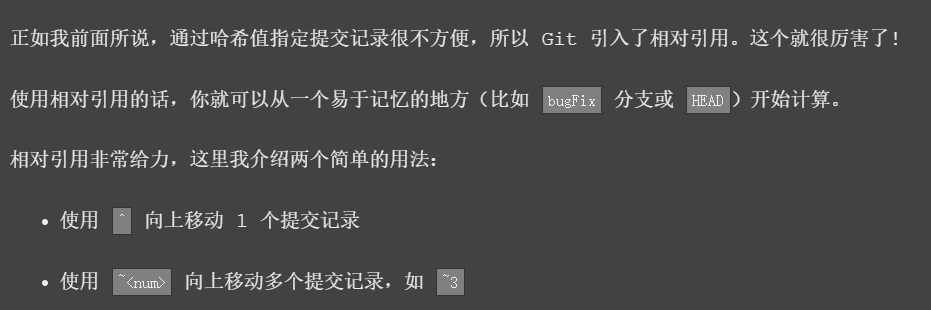 正如我前面所说，通过哈希值指定提交记录很不方便，所以 Git 引入了相对引用。这个就很厉害了!
使用相对引用的话，你就可以从一个易于记忆的地方（比如 bugFix 分支或 HEAD）开始计算。
相对引用非常给力，这里我介绍两个简单的用法：
• 使用 ^ 向上移动 1 个提交记录
• 使用 ~<num> 向上移动多个提交记录，如 ~3